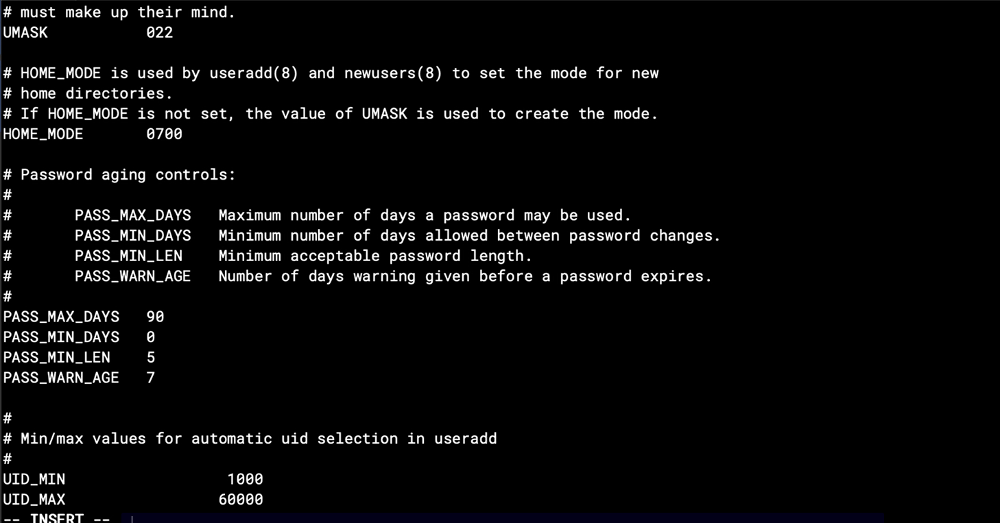 # must make up their mind.
UMASK           022

# HOME_MODE is used by useradd(8) and newusers(8) to set the mode for new
# home directories.
# If HOME_MODE is not set, the value of UMASK is used to create the mode.
HOME_MODE       0700

# Password aging controls:
#
#       PASS_MAX_DAYS   Maximum number of days a password may be used.
#       PASS_MIN_DAYS   Minimum number of days allowed between password changes.
#       PASS_MIN_LEN    Minimum acceptable password length.
#       PASS_WARN_AGE   Number of days warning given before a password expires.
#
PASS_MAX_DAYS   90
PASS_MIN_DAYS   0
PASS_MIN_LEN    5
PASS_WARN_AGE   7

#
# Min/max values for automatic uid selection in useradd
#
UID_MIN                  1000
UID_MAX                 60000
-- INSERT --